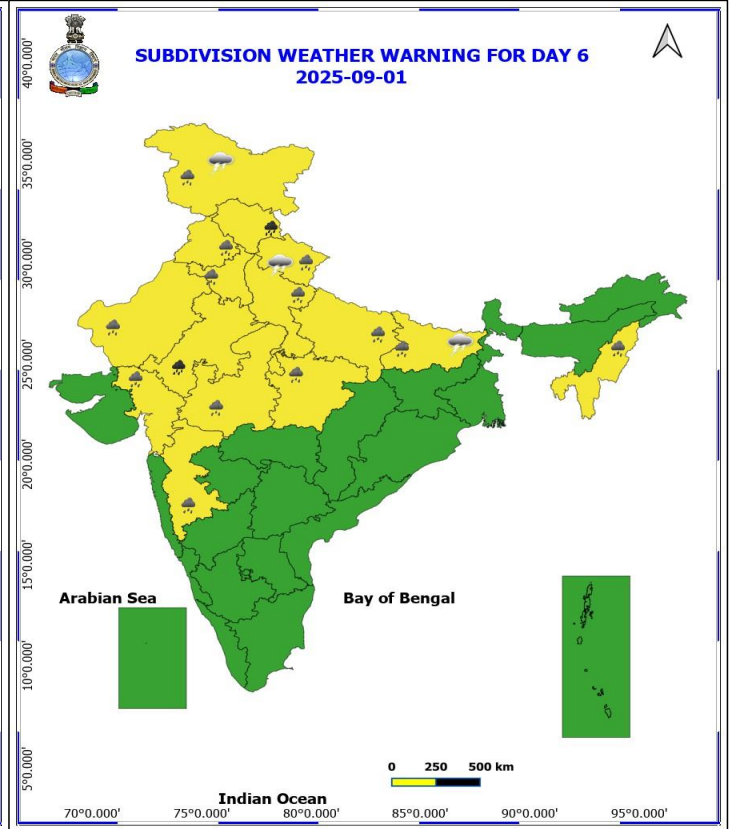 SUBDIVISION WEATHER WARNING FOR DAY 6
2025-09-01
40°0.000'
35°0.000'
30°0.000'
25°0.000'
20°0.000'
15°0.000'
10°0.000'
5°0.000'
Arabian Sea
Bay of Bengal
0 250 500 km
Indian Ocean
70°0.000' 75°0.000' 80°0.000' 85°0.000' 90°0.000' 95°0.000'